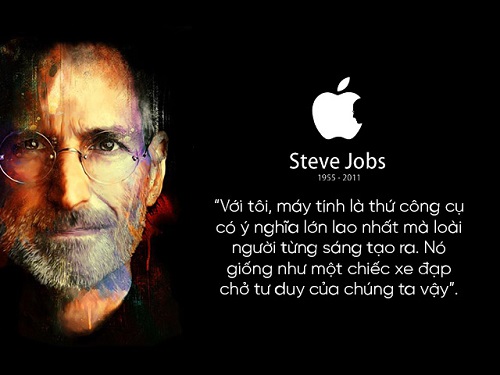 Steve Jobs
1955 - 2011
“Với tôi, máy tính là thứ công cụ
có ý nghĩa lớn lao nhất mà loài
người từng sáng tạo ra. Nó
giống như một chiếc xe đạp
chở tư duy của chúng ta vậy”.